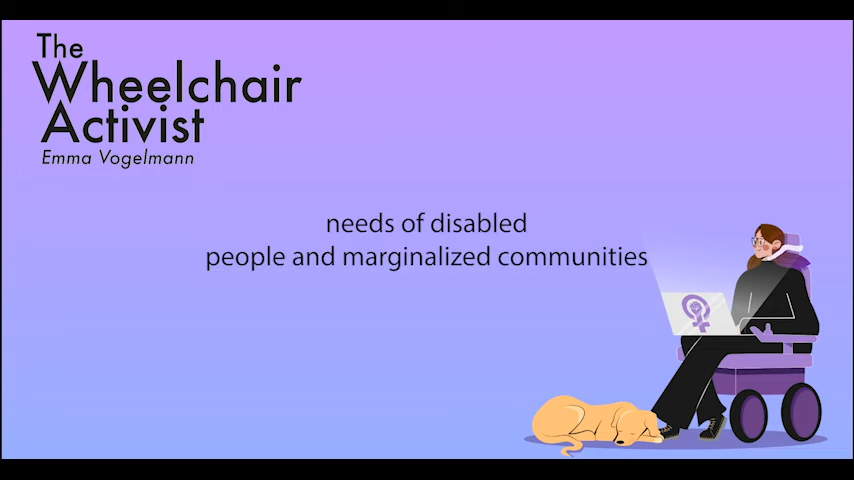 The
Wheelchair
Activist
Emma Vogelmann
needs of disabled
people and marginalized communities